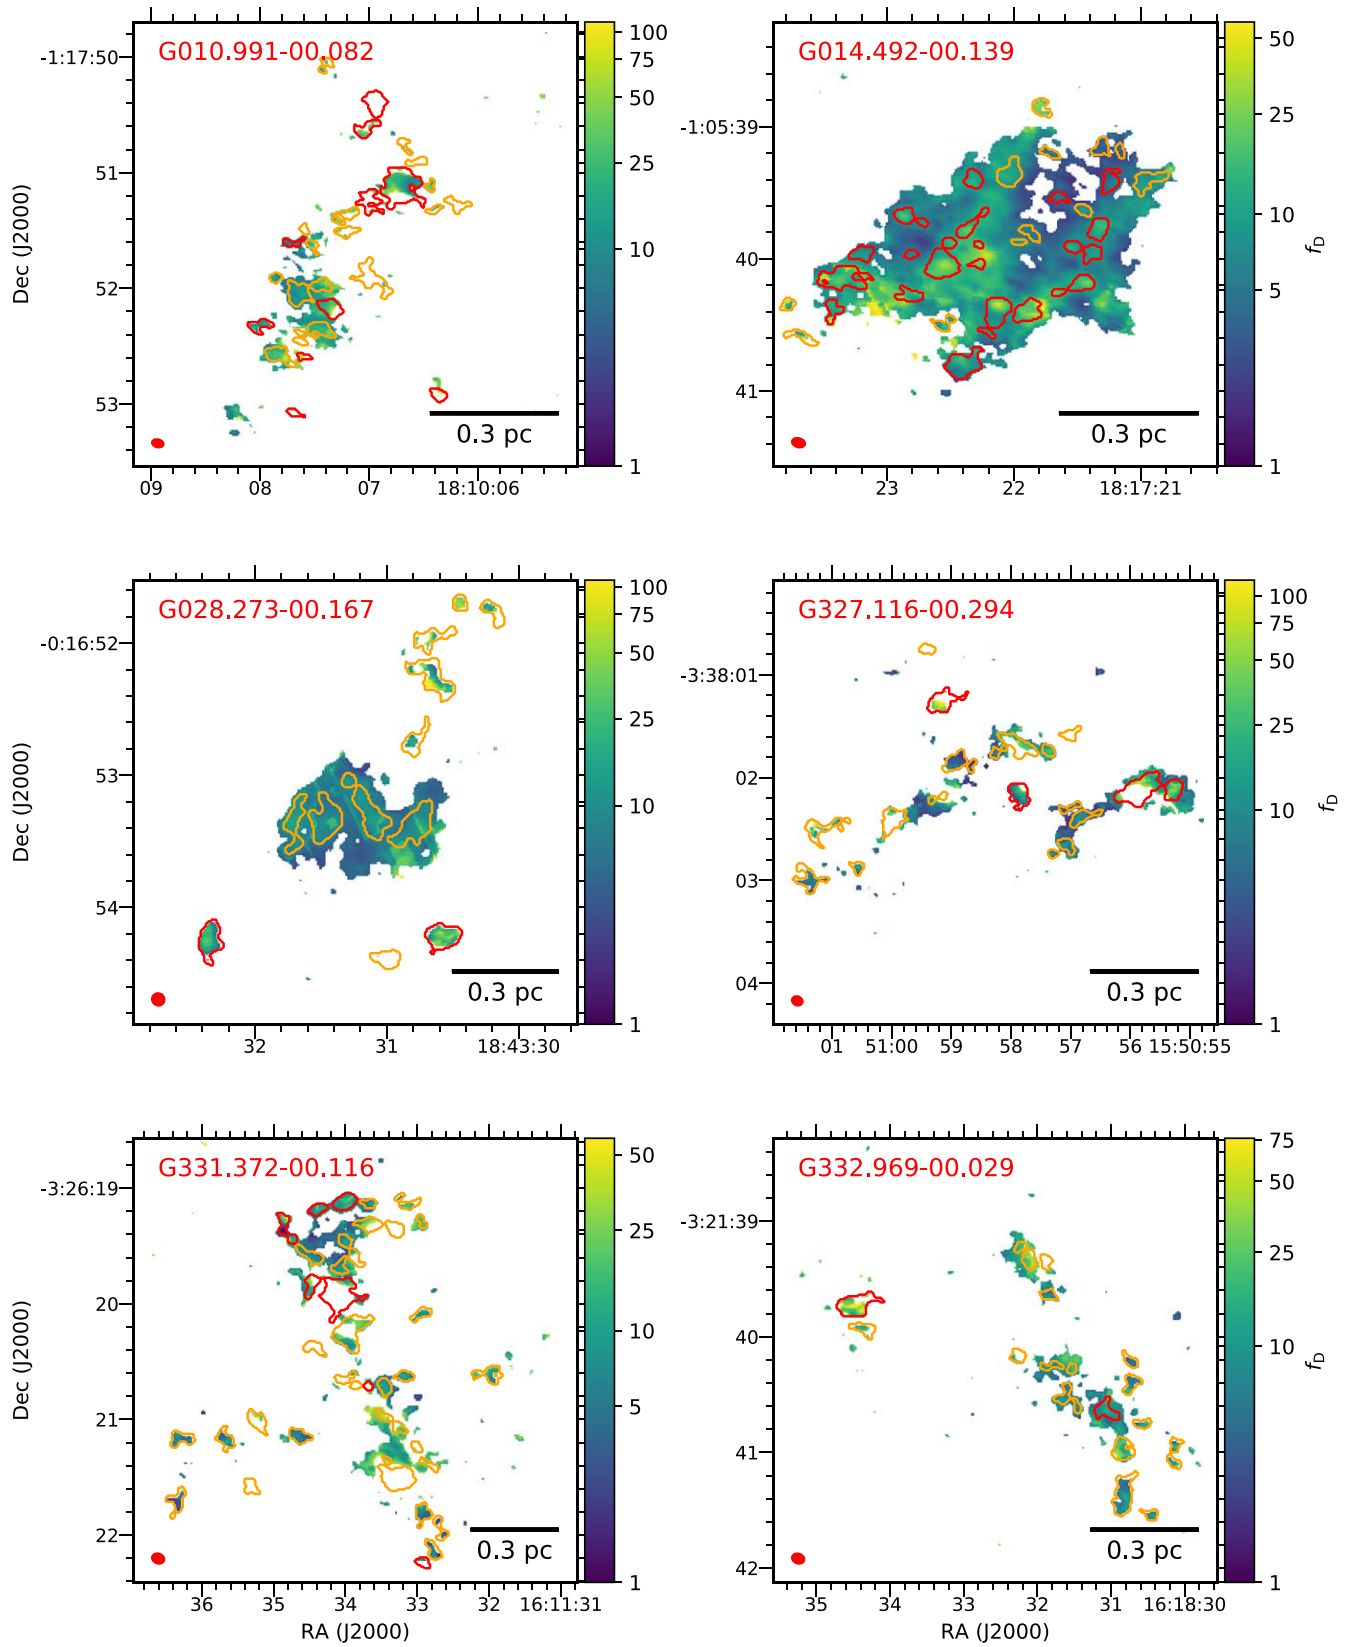 G010.991-00.082
-1:17:50
51
52
53
Dec (J2000)
09 08 07 18:10:06
0.3 pc
100
75
50
25
10
1
G014.492-00.139
-1:05:39
40
41
23 22 18:17:21
0.3 pc
50
25
10
5
1
fD
G028.273-00.167
-0:16:52
53
54
Dec (J2000)
32 31 18:43:30
0.3 pc
100
75
50
25
10
1
G327.116-00.294
-3:38:01
02
03
04
01 51:00 59 58 57 56 15:50:55
0.3 pc
100
75
50
25
10
1
fD
G331.372-00.116
-3:26:19
20
21
22
Dec (J2000)
36 35 34 33 32 16:11:31
RA (J2000)
0.3 pc
50
25
10
5
1
G332.969-00.029
-3:21:39
40
41
42
35 34 33 32 31 16:18:30
RA (J2000)
0.3 pc
75
50
25
10
1
fD